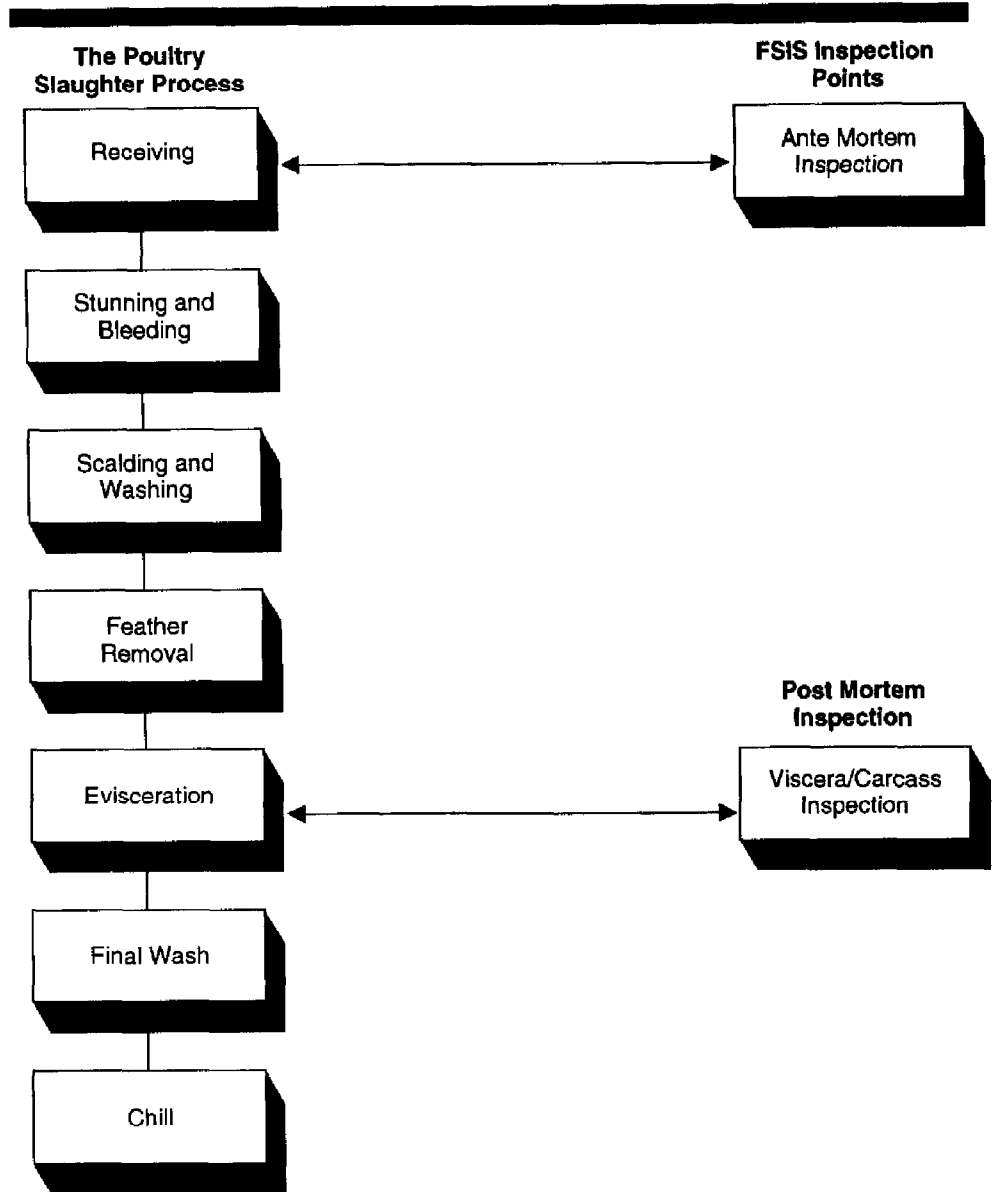 The Poultry
Slaughter Process
FSIS Inspection
Points
Receiving
Ante Mortem
Inspection
Stunning and
Bleeding
Scalding and
Washing
Feather
Removal
Post Mortem
Inspection
Evisceration
Viscera/Carcass
Inspection
Final Wash
Chill